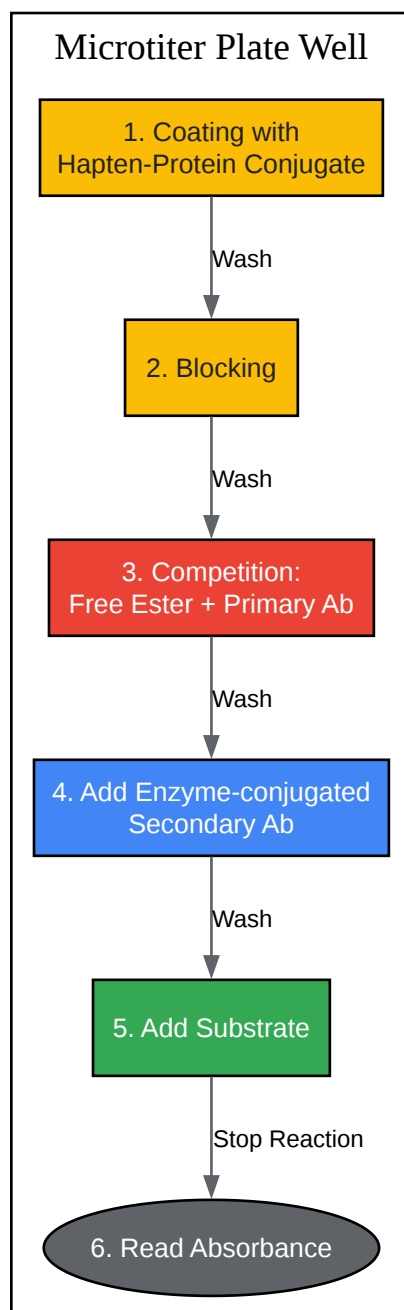 Microtiter Plate Well
1. Coating with
Hapten-Protein Conjugate
Wash
2. Blocking
Wash
3. Competition:
Free Ester + Primary Ab
Wash
4. Add Enzyme-conjugated
Secondary Ab
Wash
5. Add Substrate
Stop Reaction
6. Read Absorbance